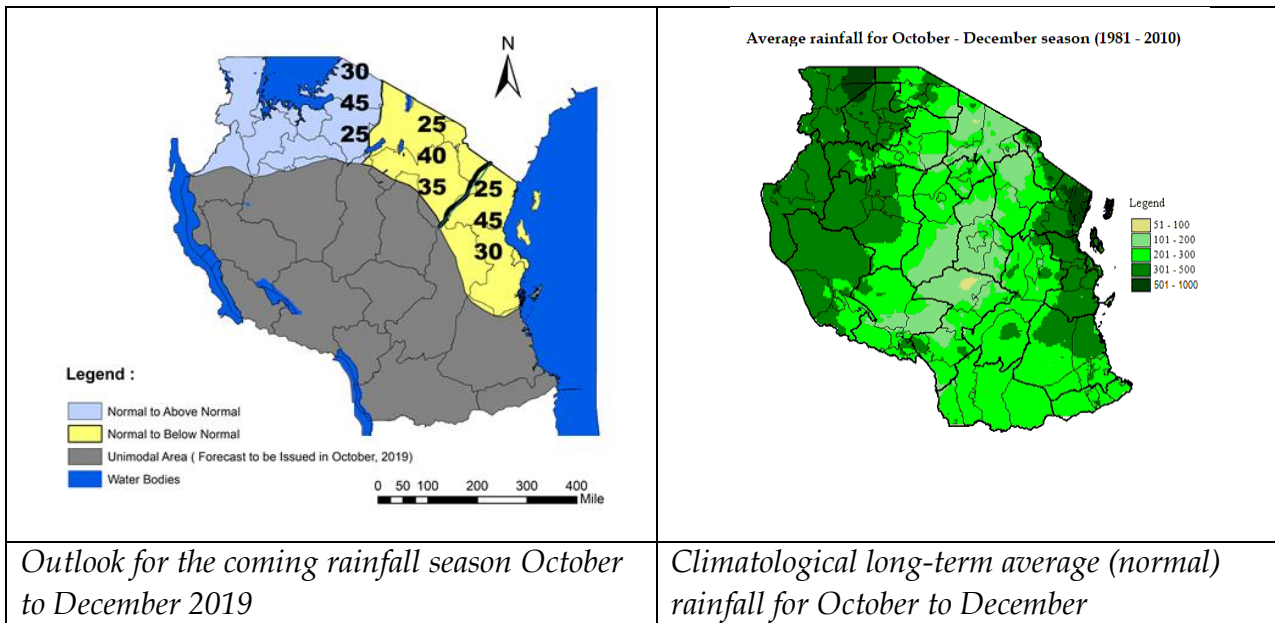 N
30
45
25
25
40
35
25
45
30
Legend :
Normal to Above Normal
Normal to Below Normal
Unimodal Area ( Forecast to be Issued in October, 2019)
Water Bodies
0 50 100 200 300 400
Mile
Outlook for the coming rainfall season October
to December 2019
Average rainfall for October - December season (1981 - 2010)
Legend
51 - 100
101 - 200
201 - 300
301 - 500
501 - 1000
Climatological long-term average (normal)
rainfall for October to December